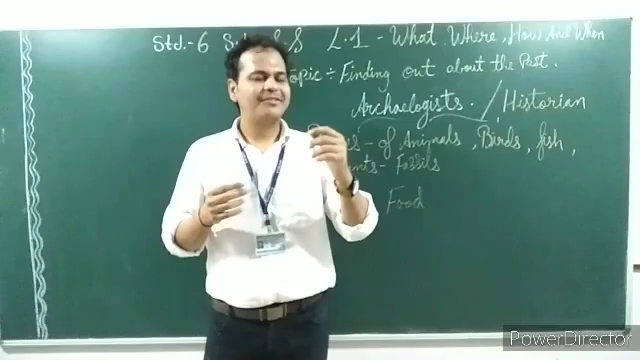 Std.- 6 S.S L.1 - What, Where, How And When
Topic ÷ Finding out about the Past.
Archaelogists. / Historian
- of Animals, Birds, fish,
- Fossils
Food
PowerDirector